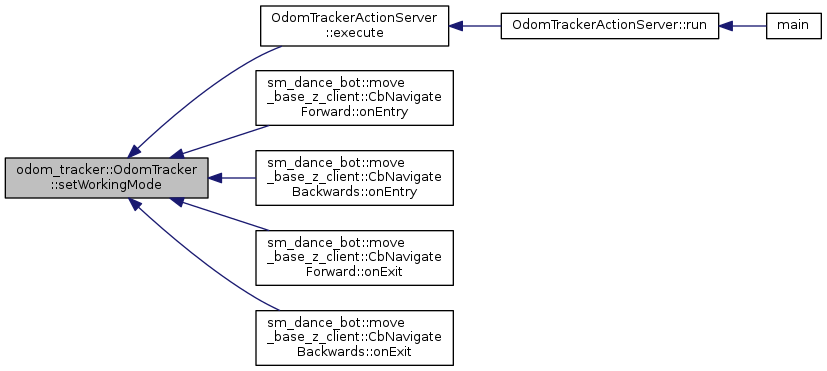 OdomTrackerActionServer
::execute
OdomTrackerActionServer::run
main
sm_dance_bot::move
_base_z_client::CbNavigate
Forward::onEntry
odom_tracker::OdomTracker
::setWorkingMode
sm_dance_bot::move
_base_z_client::CbNavigate
Backwards::onEntry
sm_dance_bot::move
_base_z_client::CbNavigate
Forward::onExit
sm_dance_bot::move
_base_z_client::CbNavigate
Backwards::onExit